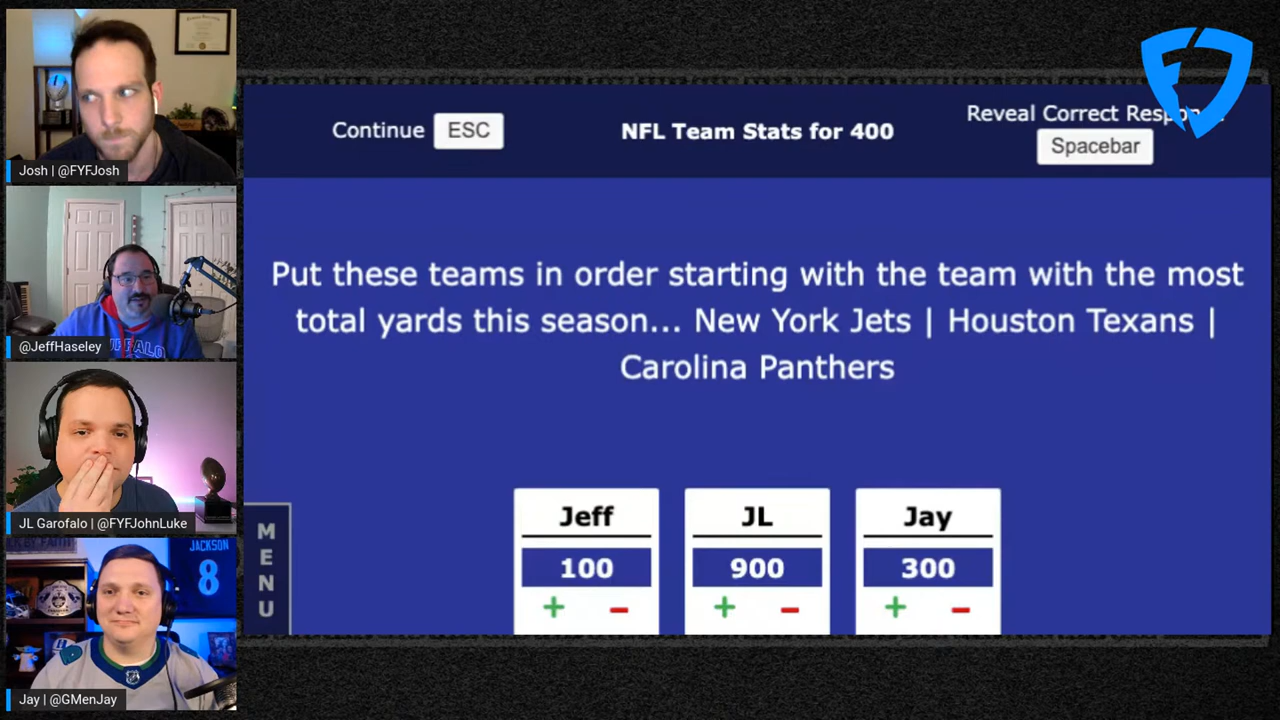 Josh | @FYFJosh
@JeffHaseley
JL Garofalo | @FYFJohnLuke
JACKSON
8
Jay | @GMenJay
Continue ESC
NFL Team Stats for 400
Reveal Correct
Spacebar
Put these teams in order starting with the team with the most
total yards this season... New York Jets | Houston Texans |
Carolina Panthers
MENU
Jeff
100
+ −
JL
900
+ −
Jay
300
+ −